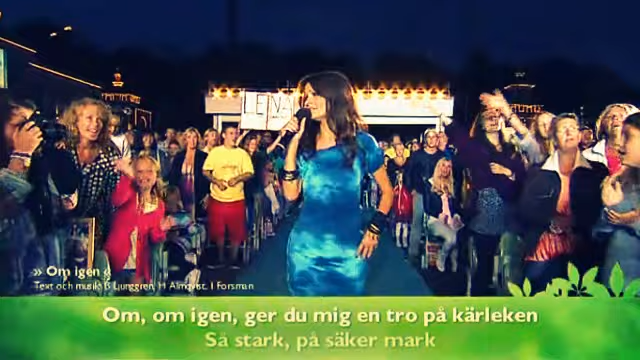 LENA
» Om igen
Text och musik: B Ljunggren, H Almqvist, I Forsman
Om, om igen, ger du mig en tro på kärleken
Så stark, på säker mark